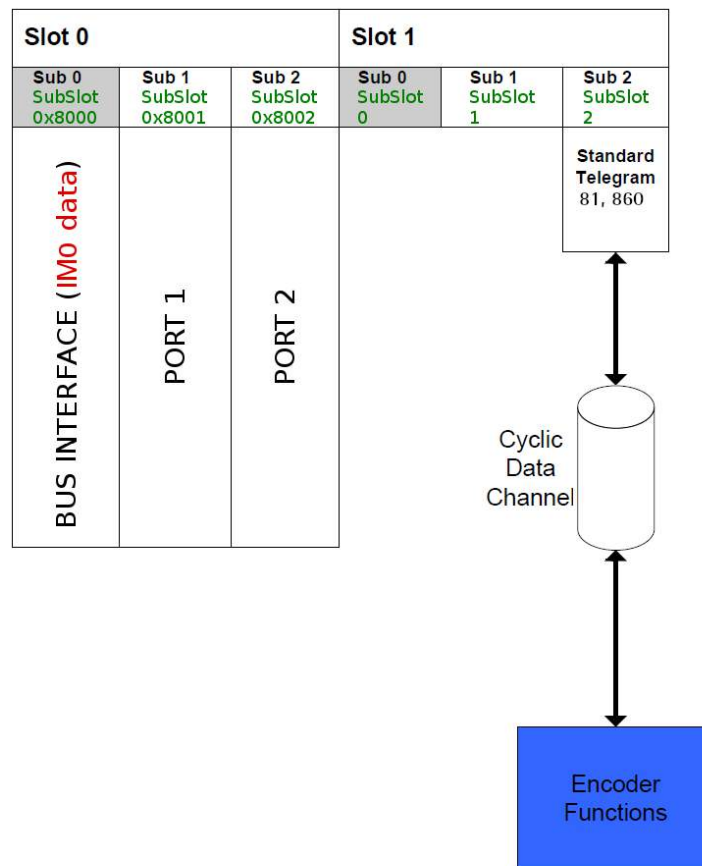 Slot 0
Slot 1
Sub 0
SubSlot
0x8000
Sub 1
SubSlot
0x8001
Sub 2
SubSlot
0x8002
Sub 0
SubSlot
0
Sub 1
SubSlot
1
Sub 2
SubSlot
2
BUS INTERFACE (IM0 data)
PORT 1
PORT 2
Standard
Telegram
81, 860
Cyclic
Data
Channel
Encoder
Functions